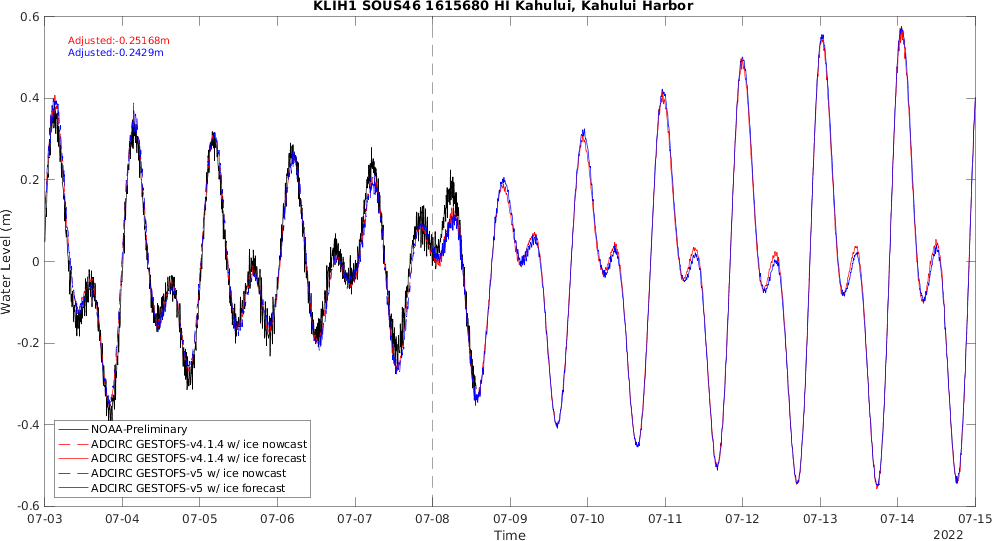 KLIH1 SOUS46 1615680 HI Kahului, Kahului Harbor
Adjusted:-0.25168m
Adjusted:-0.2429m
0.6
0.4
0.2
0
-0.2
-0.4
-0.6
Water Level (m)
NOAA-Preliminary
ADCIRC GESTOFS-v4.1.4 w/ ice nowcast
ADCIRC GESTOFS-v4.1.4 w/ ice forecast
ADCIRC GESTOFS-v5 w/ ice nowcast
ADCIRC GESTOFS-v5 w/ ice forecast
07-03 07-04 07-05 07-06 07-07 07-08 07-09 07-10 07-11 07-12 07-13 07-14 07-15
Time
2022